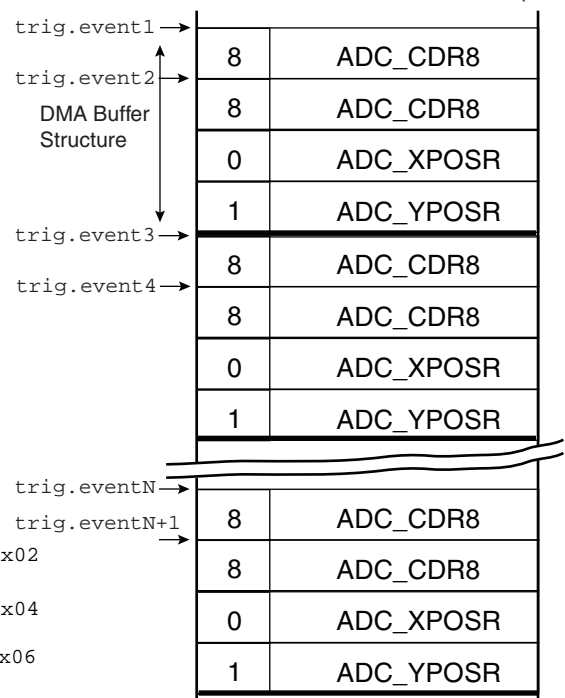 trig.event1
8 ADC_CDR8
trig.event2
DMA Buffer
Structure
8 ADC_CDR8
0 ADC_XPOSR
1 ADC_YPOSR
trig.event3
8 ADC_CDR8
trig.event4
8 ADC_CDR8
0 ADC_XPOSR
1 ADC_YPOSR
trig.eventN
8 ADC_CDR8
trig.eventN+1
x02
8 ADC_CDR8
x04
0 ADC_XPOSR
x06
1 ADC_YPOSR